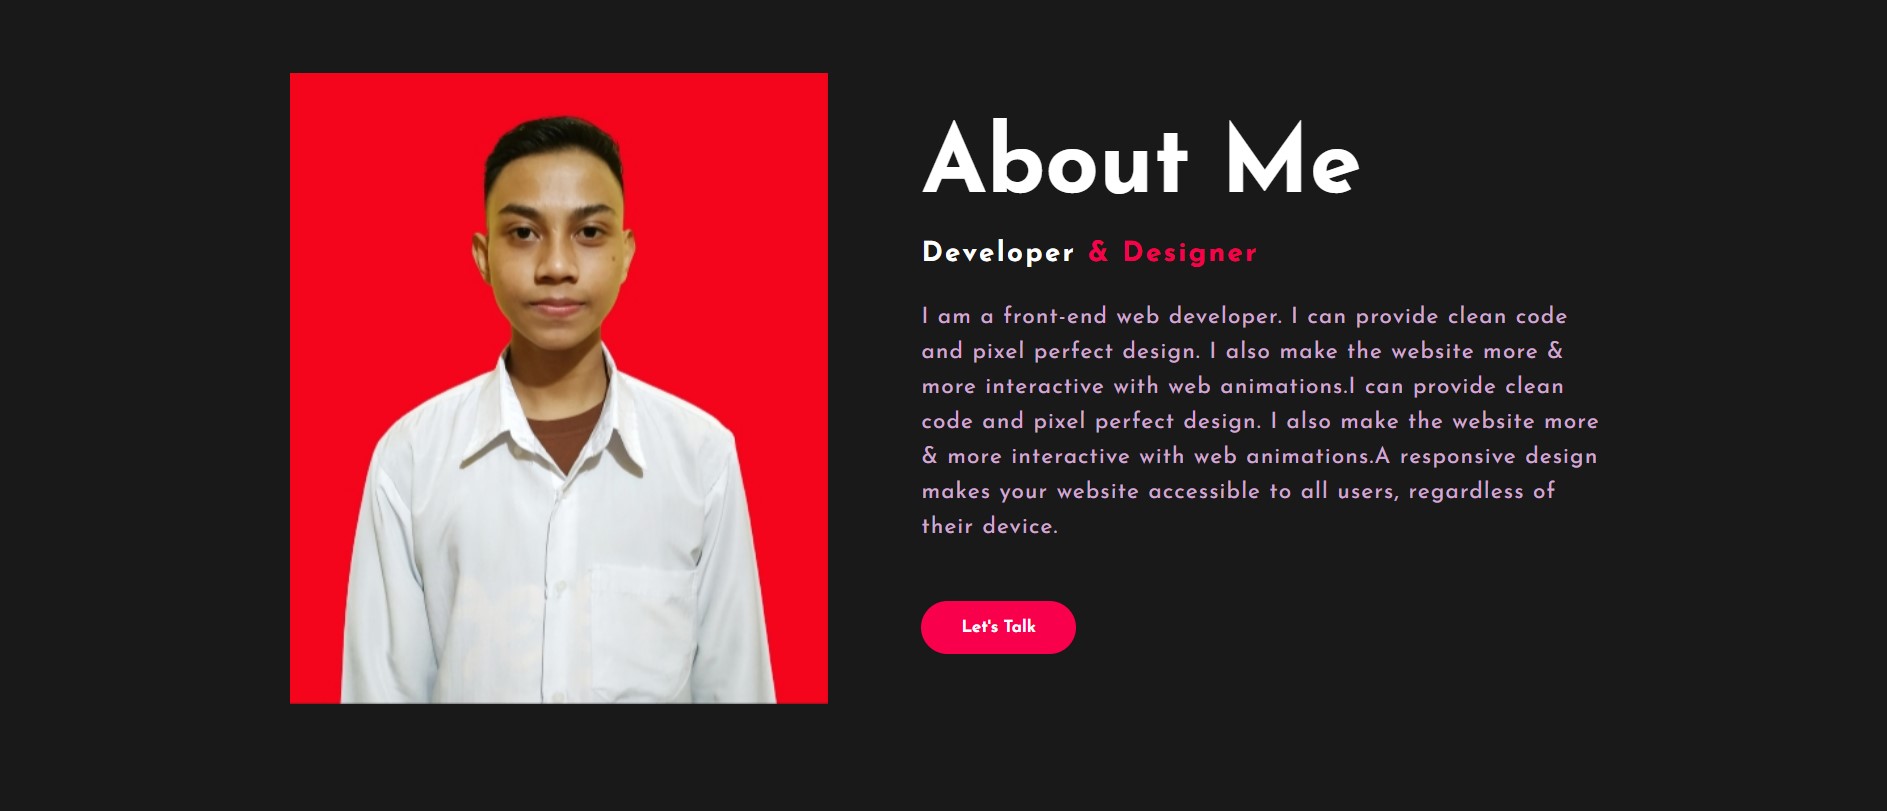 About Me
Developer & Designer
I am a front-end web developer. I can provide clean code
and pixel perfect design. I also make the website more &
more interactive with web animations.I can provide clean
code and pixel perfect design. I also make the website more
& more interactive with web animations.A responsive design
makes your website accessible to all users, regardless of
their device.
Let's Talk